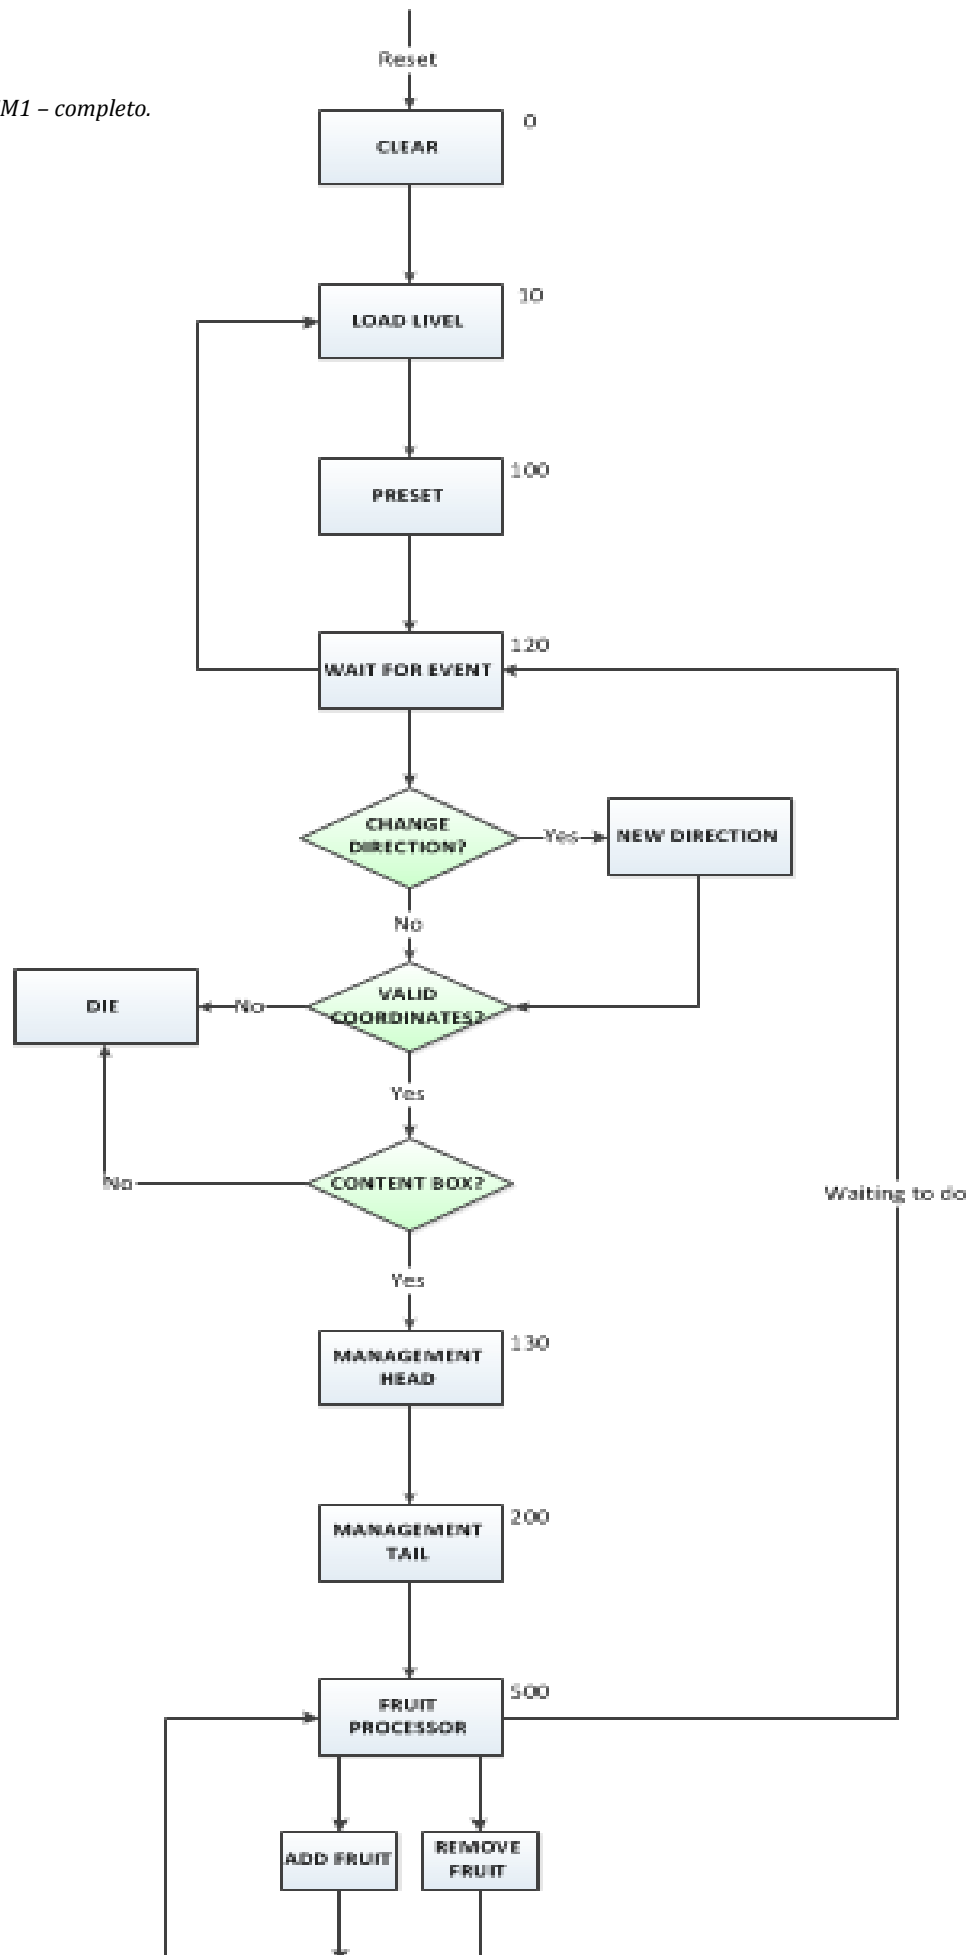 Reset
M1 – completo.
0
CLEAR
10
LOAD LIVEL
100
PRESET
120
WAIT FOR EVENT
CHANGE
DIRECTION?
Yes
NEW DIRECTION
No
DIE
No
VALID
COORDINATES?
Yes
No
CONTENT BOX?
Waiting to do
Yes
130
MANAGEMENT
HEAD
200
MANAGEMENT
TAIL
500
FRUIT
PROCESSOR
ADD FRUIT
REMOVE
FRUIT